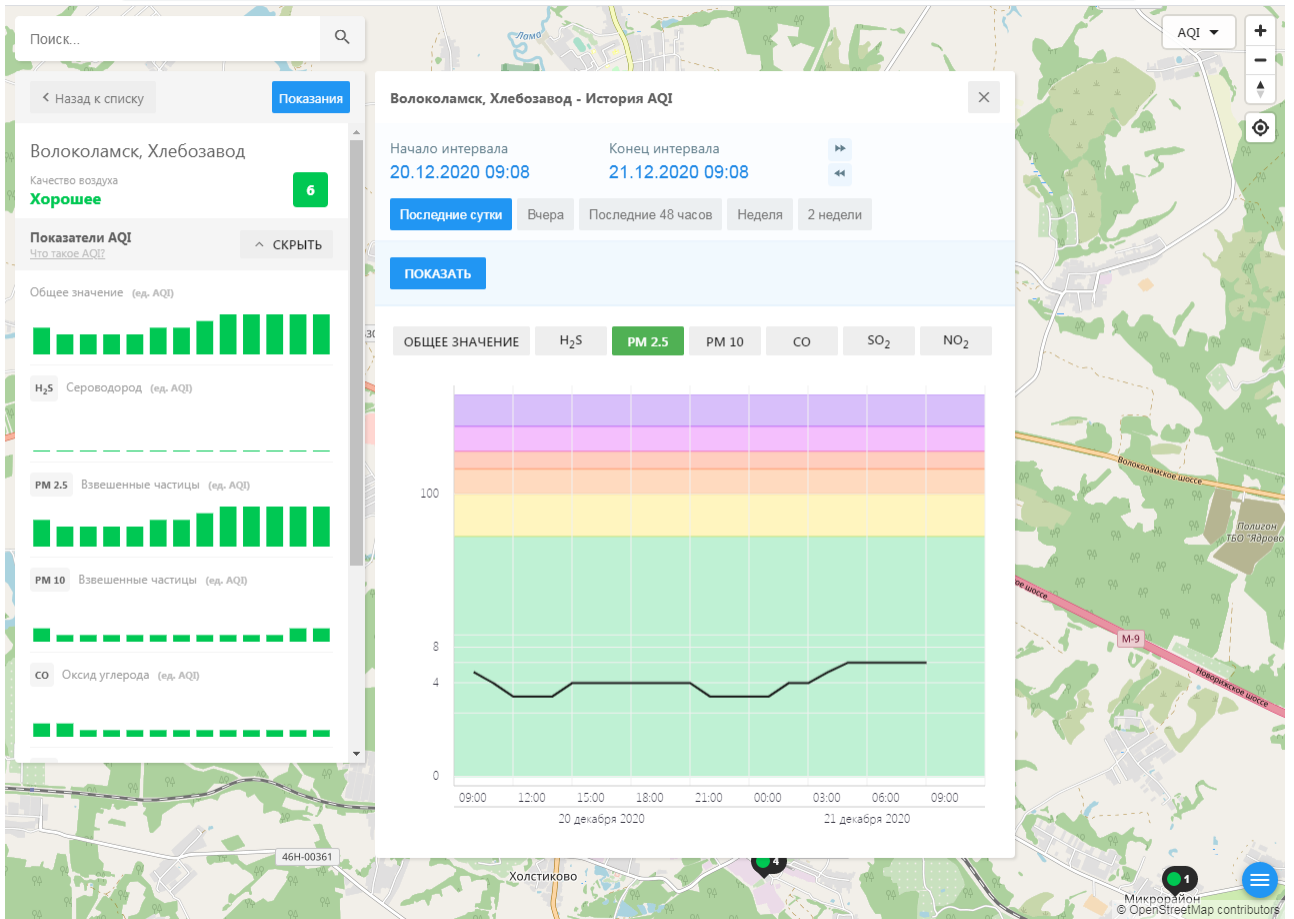 Ломо
Поиск...
AQI
Назад к списку
Показания
Волоколамск, Хлебозавод
Качество воздуха
Хорошее
6
Показатели AQI
Что такое AQI?
СКРЫТЬ
Общее значение (ед. AQI)
H2S Сероводород (ед. AQI)
PM 2.5 Взвешенные частицы (ед. AQI)
PM 10 Взвешенные частицы (ед. AQI)
CO Оксид углерода (ед. AQI)
Волоколамск, Хлебозавод - История AQI
Начало интервала
20.12.2020 09:08
Конец интервала
21.12.2020 09:08
Последние сутки
Вчера
Последние 48 часов
Неделя
2 недели
ПОКАЗАТЬ
ОБЩЕЕ ЗНАЧЕНИЕ
H2S
PM 2.5
PM 10
CO
SO2
NO2
100
8
4
0
09:00 12:00 15:00 18:00 21:00 00:00 03:00 06:00 09:00
20 декабря 2020 21 декабря 2020
Волоколамское шоссе
Полигон
ТБО "Ядрово
M-9
Новорижское шоссе
ое шоссе
46Н-00361
4
Холстиково
1
Микрорайон
© OpenStreetMap contributors